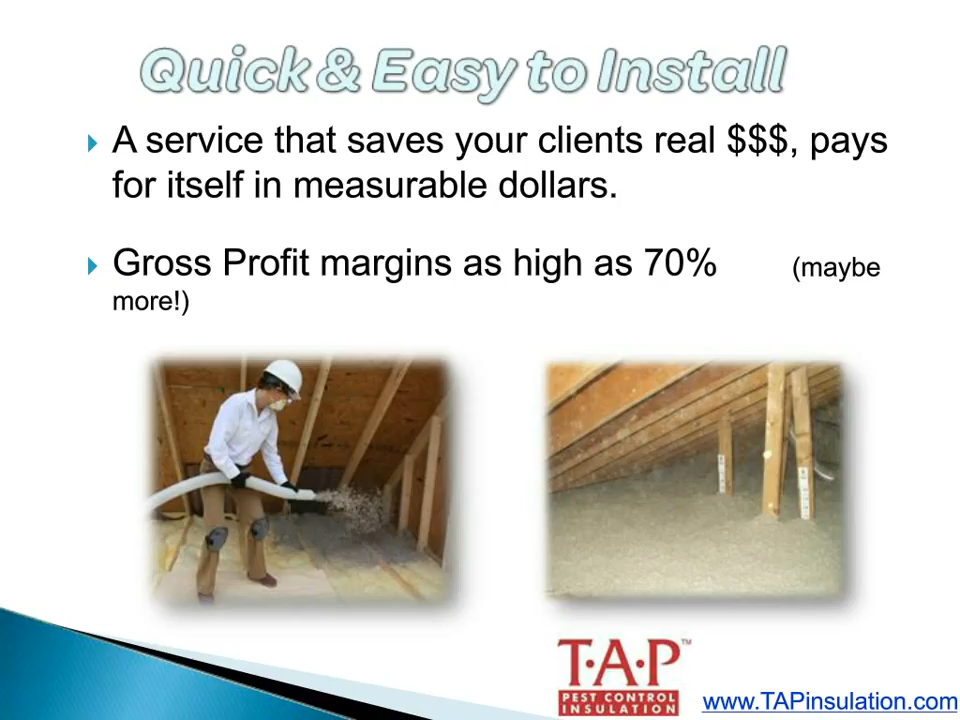 Quick & Easy to Install
A service that saves your clients real $$$, pays
for itself in measurable dollars.
Gross Profit margins as high as 70% (maybe
more!)
T·A·P™
PEST CONTROL
INSULATION
www.TAPinsulation.com